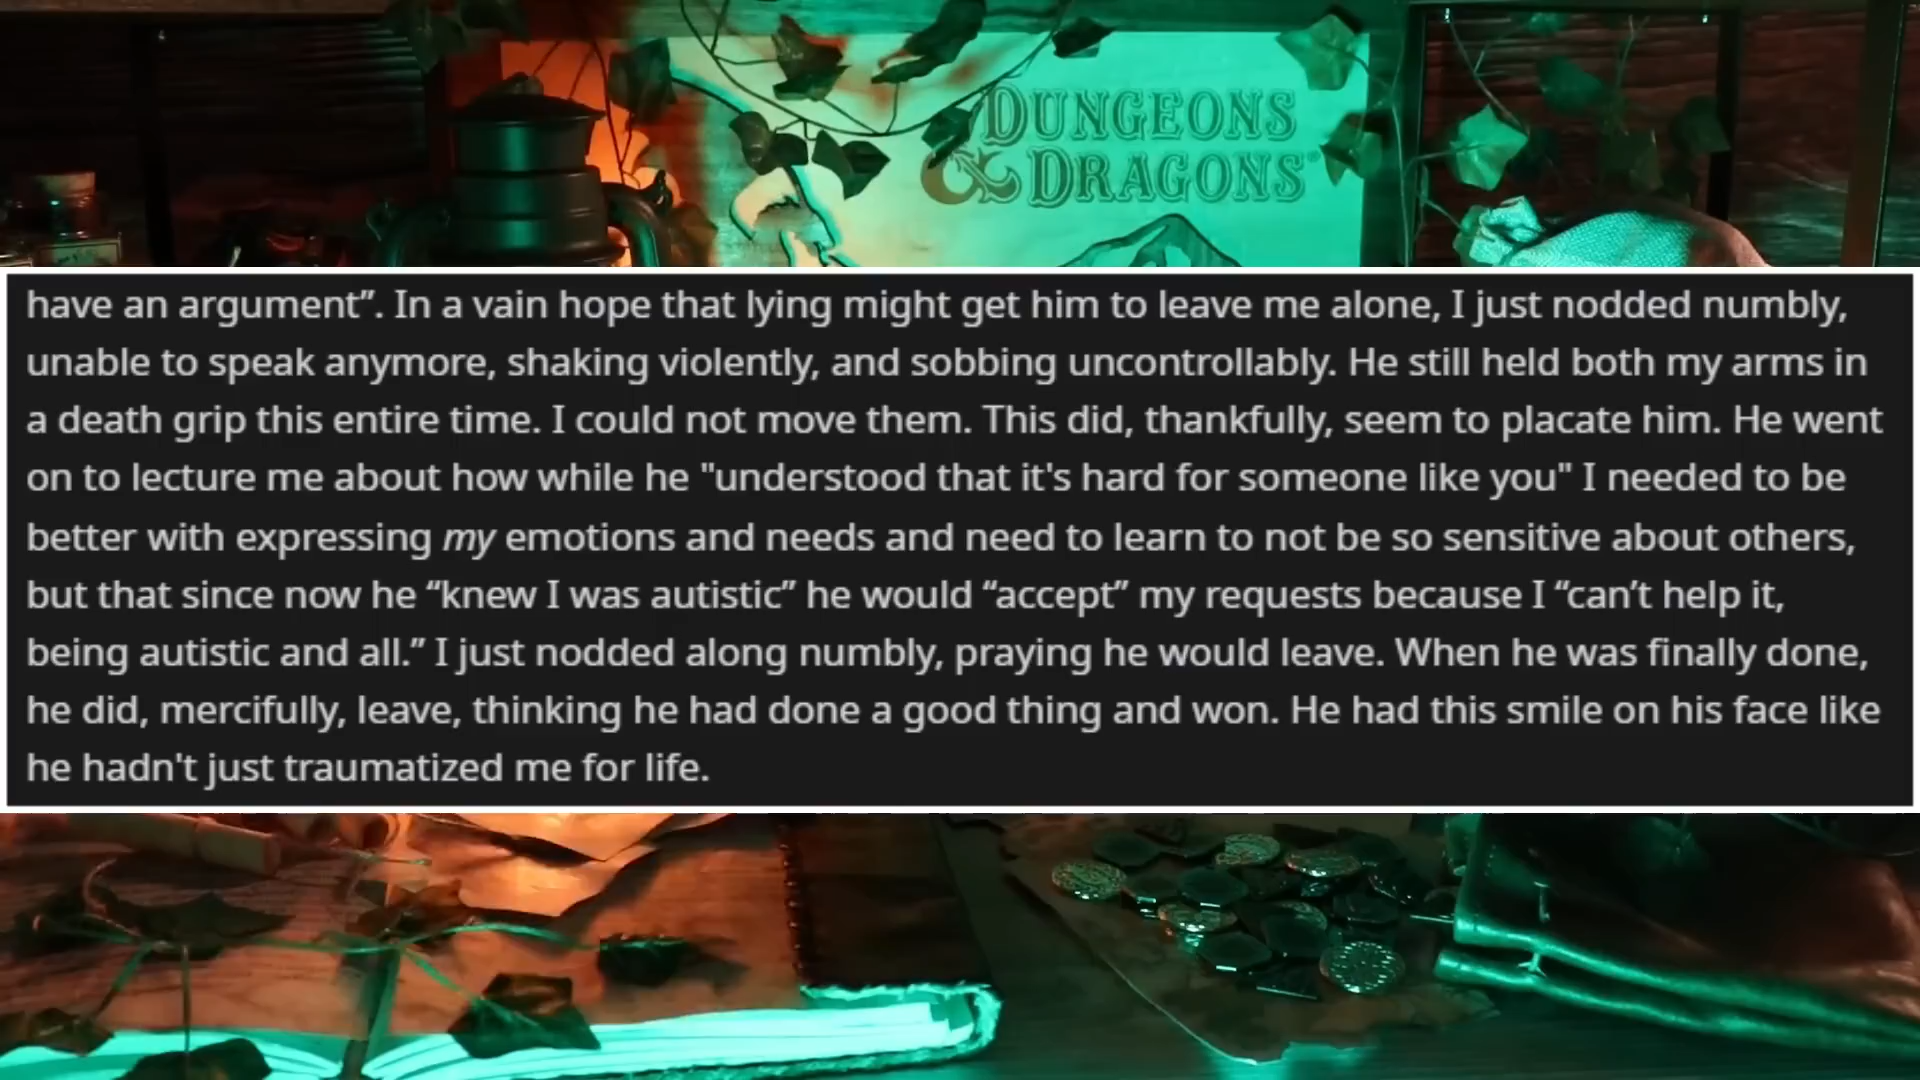 DUNGEONS
& DRAGONS®
have an argument”. In a vain hope that lying might get him to leave me alone, I just nodded numbly,
unable to speak anymore, shaking violently, and sobbing uncontrollably. He still held both my arms in
a death grip this entire time. I could not move them. This did, thankfully, seem to placate him. He went
on to lecture me about how while he "understood that it's hard for someone like you" I needed to be
better with expressing my emotions and needs and need to learn to not be so sensitive about others,
but that since now he “knew I was autistic” he would “accept” my requests because I “can’t help it,
being autistic and all.” I just nodded along numbly, praying he would leave. When he was finally done,
he did, mercifully, leave, thinking he had done a good thing and won. He had this smile on his face like
he hadn't just traumatized me for life.